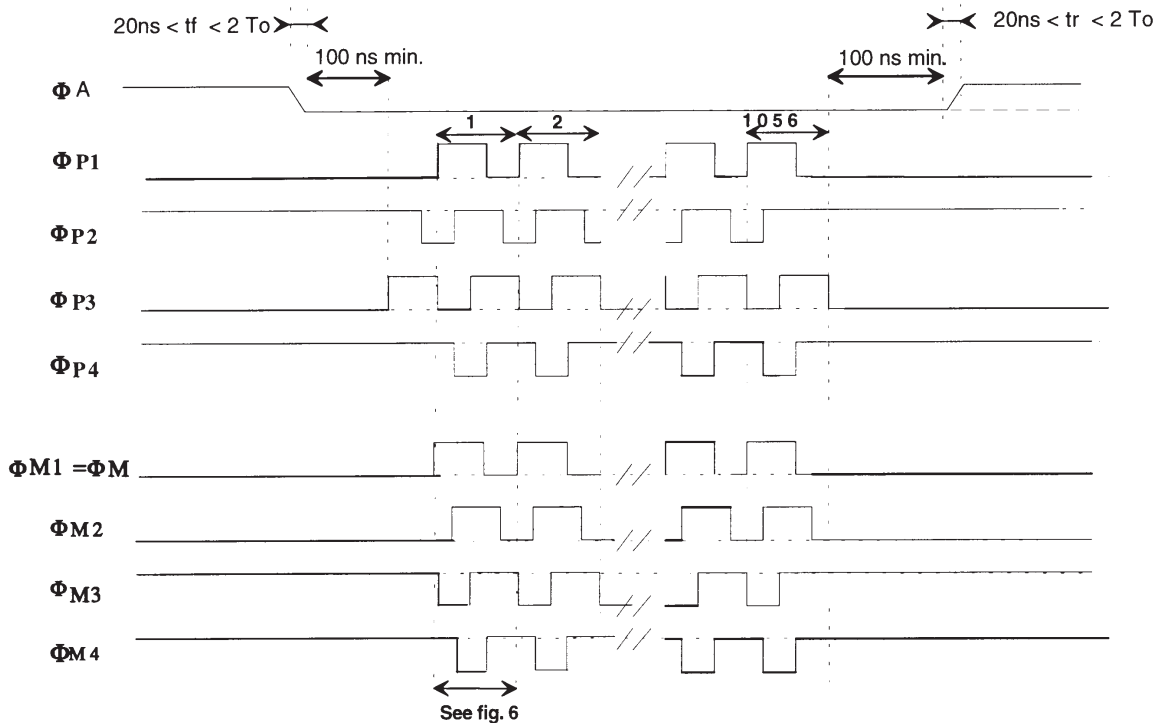 20ns < tf < 2 To
20ns < tr < 2 To
100 ns min.
100 ns min.
ΦA
1
2
1056
ΦP1
ΦP2
ΦP3
ΦP4
ΦM1 =ΦM
ΦM2
ΦM3
ΦM4
See fig. 6